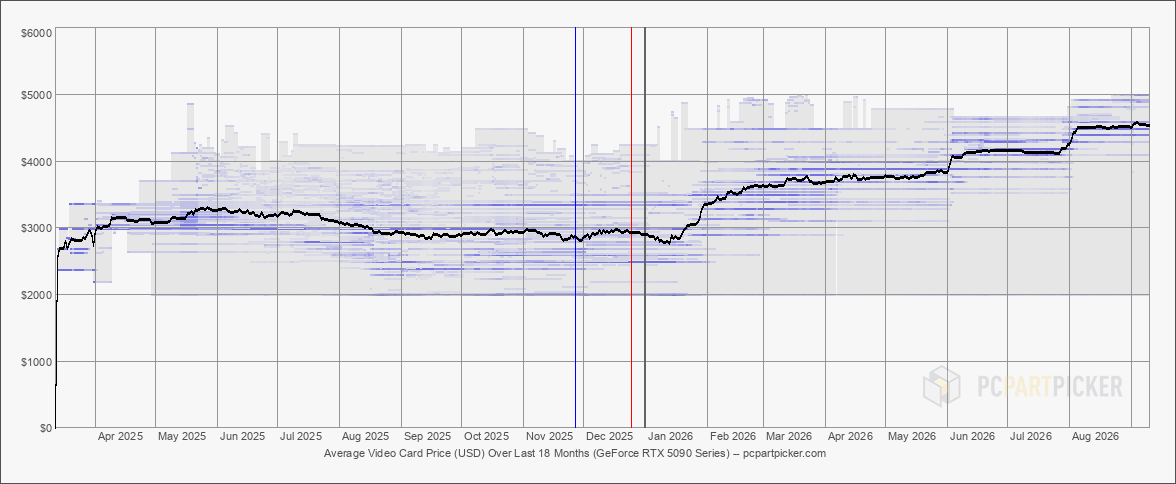 $6000
$5000
$4000
$3000
$2000
$1000
$0
PCPARTPICKER
Apr 2025 May 2025 Jun 2025 Jul 2025 Aug 2025 Sep 2025 Oct 2025 Nov 2025 Dec 2025 Jan 2026 Feb 2026 Mar 2026 Apr 2026 May 2026 Jun 2026 Jul 2026 Aug 2026
Average Video Card Price (USD) Over Last 18 Months (GeForce RTX 5090 Series) -- pcpartpicker.com